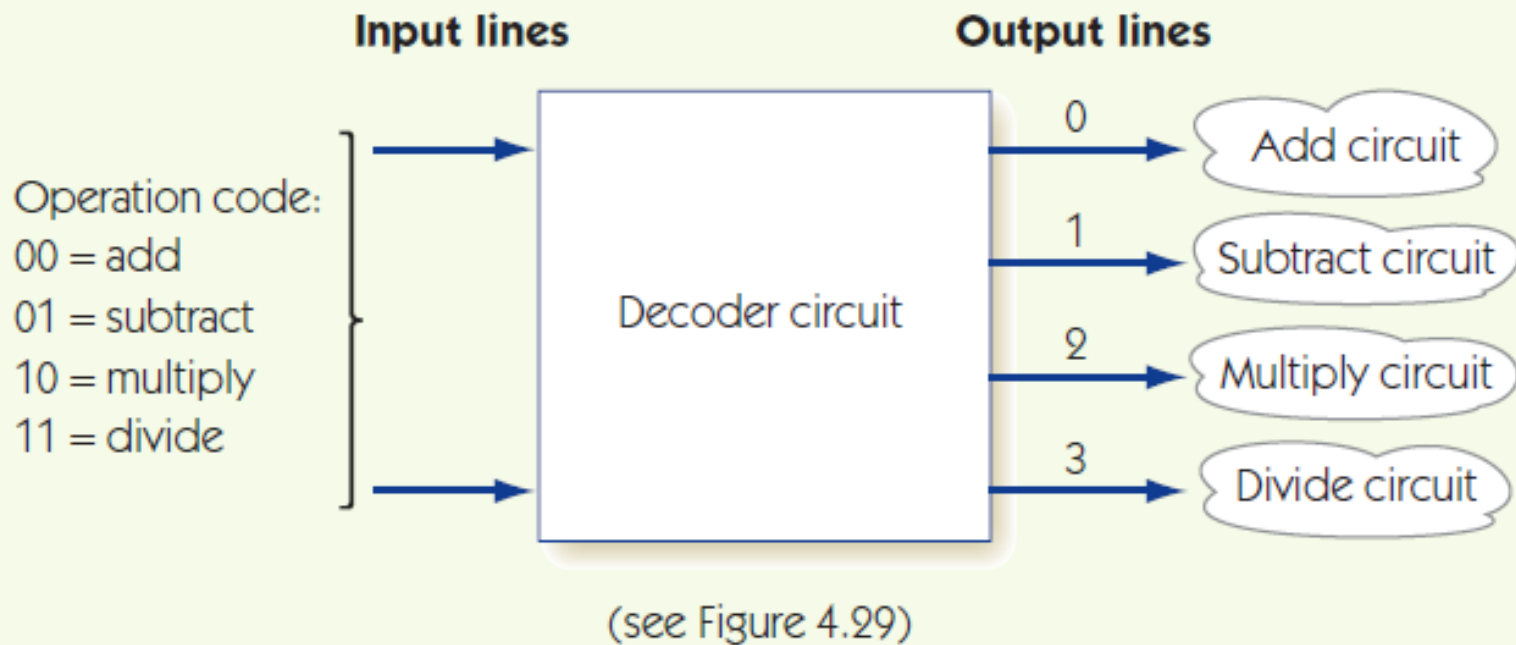 Input lines
Output lines
Operation code:
00 = add
01 = subtract
10 = multiply
11 = divide
Decoder circuit
0
Add circuit
1
Subtract circuit
2
Multiply circuit
3
Divide circuit
(see Figure 4.29)